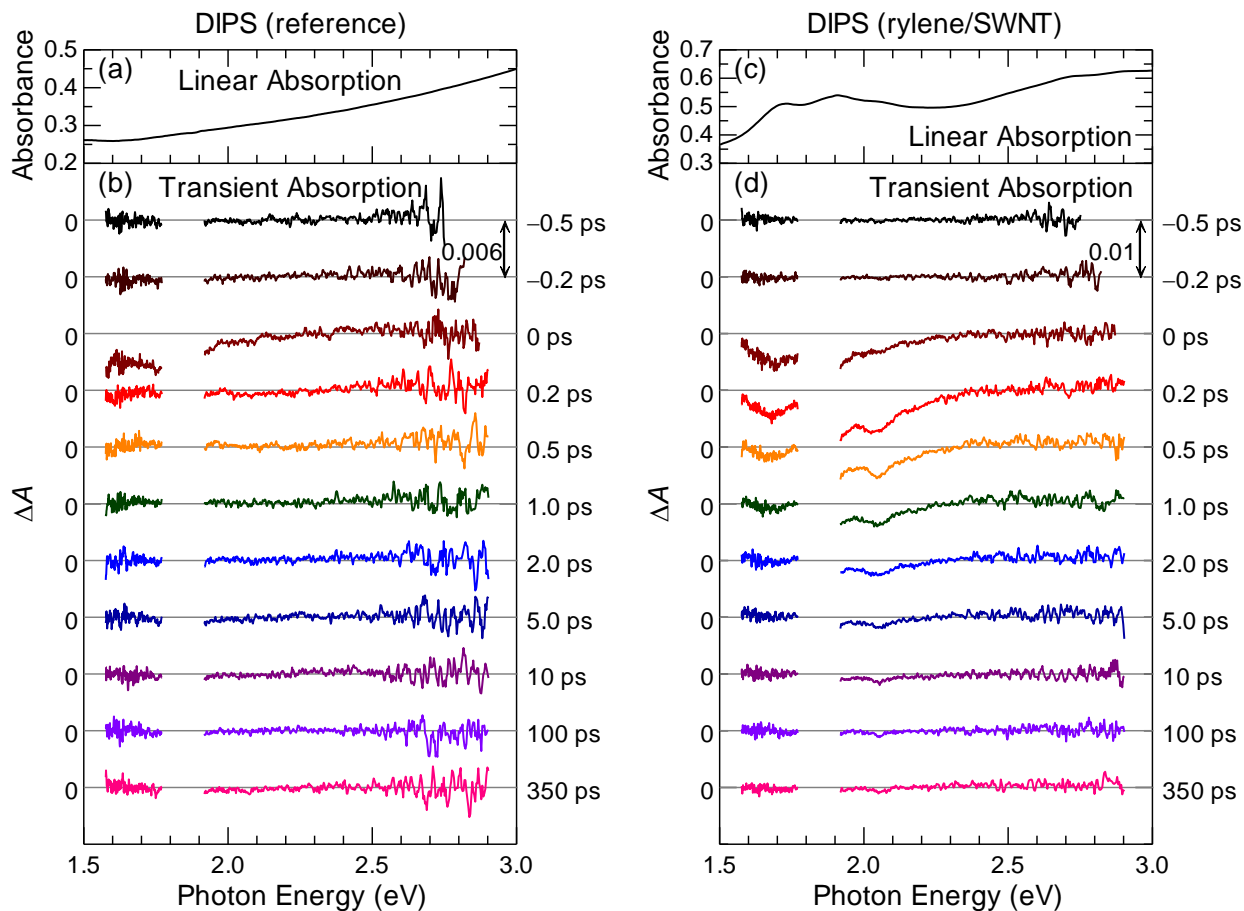 DIPS (reference)
Absorbance
0.5
0.4
0.3
0.2
(a)
Linear Absorption
(b)
Transient Absorption
ΔA
0
−0.5 ps
0.006
0
−0.2 ps
0
0 ps
0
0.2 ps
0
0.5 ps
0
1.0 ps
0
2.0 ps
0
5.0 ps
0
10 ps
0
100 ps
0
350 ps
1.5 2.0 2.5 3.0
Photon Energy (eV)
DIPS (rylene/SWNT)
Absorbance
0.7
0.6
0.5
0.4
0.3
(c)
Linear Absorption
(d)
Transient Absorption
ΔA
0
−0.5 ps
0.01
0
−0.2 ps
0
0 ps
0
0.2 ps
0
0.5 ps
0
1.0 ps
0
2.0 ps
0
5.0 ps
0
10 ps
0
100 ps
0
350 ps
1.5 2.0 2.5 3.0
Photon Energy (eV)